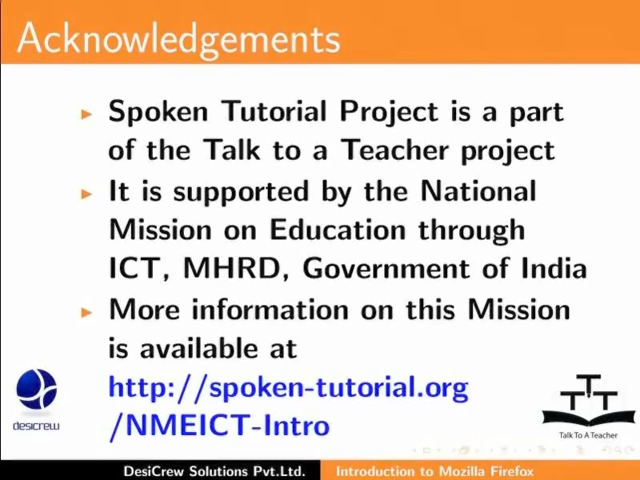 Acknowledgements
Spoken Tutorial Project is a part
of the Talk to a Teacher project
It is supported by the National
Mission on Education through
ICT, MHRD, Government of India
More information on this Mission
is available at
http://spoken-tutorial.org
/NMEICT-Intro
desicrew
TTT
Talk To A Teacher
DesiCrew Solutions Pvt.Ltd.
Introduction to Mozilla Firefox